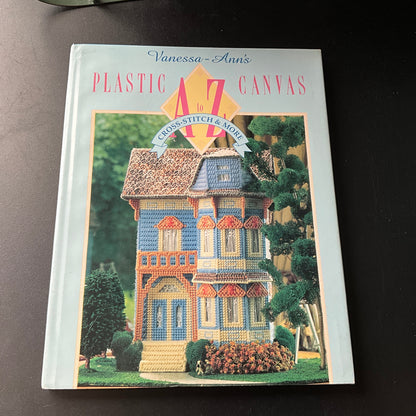 Vanessa-Ann's
PLASTIC A to Z CANVAS
CROSS-STITCH & MORE